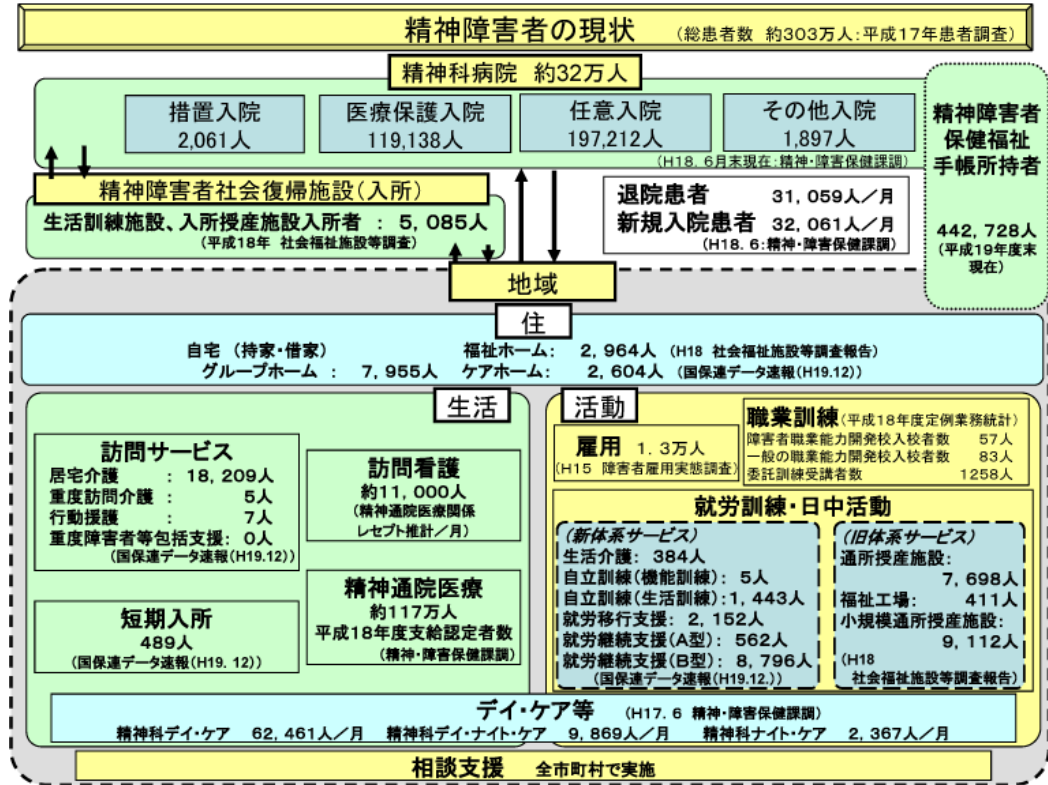 精神障害者の現状 (総患者数 約303万人:平成17年患者調査)
精神科病院 約32万人
措置入院
2,061人
医療保護入院
119,138人
任意入院
197,212人
その他入院
1,897人
(H18. 6月末現在:精神・障害保健課調)
精神障害者
保健福祉
手帳所持者
442,728人
(平成19年度末
現在)
精神障害者社会復帰施設(入所)
生活訓練施設、入所授産施設入所者 : 5,085人
(平成18年 社会福祉施設等調査)
退院患者 31,059人/月
新規入院患者 32,061人/月
(H18. 6:精神・障害保健課調)
地域
住
自宅 (持家・借家) 福祉ホーム: 2,964人 (H18 社会福祉施設等調査報告)
グループホーム : 7,955人 ケアホーム: 2,604人 (国保連データ速報(H19.12))
生活
訪問サービス
居宅介護 : 18,209人
重度訪問介護 : 5人
行動援護 : 7人
重度障害者等包括支援: 0人
(国保連データ速報(H19.12))
訪問看護
約11,000人
(精神通院医療関係
レセプト推計/月)
短期入所
489人
(国保連データ速報(H19. 12))
精神通院医療
約117万人
平成18年度支給認定者数
(精神・障害保健課調)
活動
雇用 1.3万人
(H15 障害者雇用実態調査)
職業訓練(平成18年度定例業務統計)
障害者職業能力開発校入校者数 57人
一般の職業能力開発校入校者数 83人
委託訓練受講者数 1258人
就労訓練・日中活動
(新体系サービス)
生活介護: 384人
自立訓練(機能訓練): 5人
自立訓練(生活訓練):1,443人
就労移行支援: 2,152人
就労継続支援(A型): 562人
就労継続支援(B型): 8,796人
(国保連データ速報(H19.12.))
(旧体系サービス)
通所授産施設:
7,698人
福祉工場: 411人
小規模通所授産施設:
9,112人
(H18
社会福祉施設等調査報告)
デイ・ケア等 (H17. 6 精神・障害保健課調)
精神科デイ・ケア 62,461人/月 精神科デイ・ナイト・ケア 9,869人/月 精神科ナイト・ケア 2,367人/月
相談支援 全市町村で実施